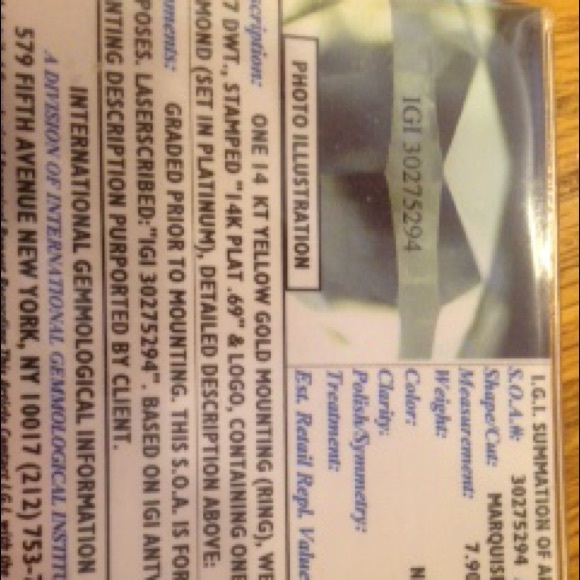 I.G.I. SUMMATION OF A
S.O.A.#: 30275294
Shape/Cut: MARQUIS
Measurement: 7.90
Weight:
Color: N
Clarity:
Polish/Symmetry:
Treatment:
Est. Retail Repl. Value
IGI 30275294
PHOTO ILLUSTRATION
scription: ONE 14 KT YELLOW GOLD MOUNTING (RING), WE
7 DWT., STAMPED "14K PLAT .69" & LOGO, CONTAINING ONE
MOND (SET IN PLATINUM), DETAILED DESCRIPTION ABOVE:
mments: GRADED PRIOR TO MOUNTING. THIS S.O.A. IS FOR
POSES. LASERSCRIBED: "IGI 30275294". BASED ON IGI ANTW
NTING DESCRIPTION PURPORTED BY CLIENT.
INTERNATIONAL GEMMOLOGICAL INFORMATION
A DIVISION OF INTERNATIONAL GEMMOLOGICAL INSTITU
579 FIFTH AVENUE NEW YORK, NY 10017 (212) 753-7